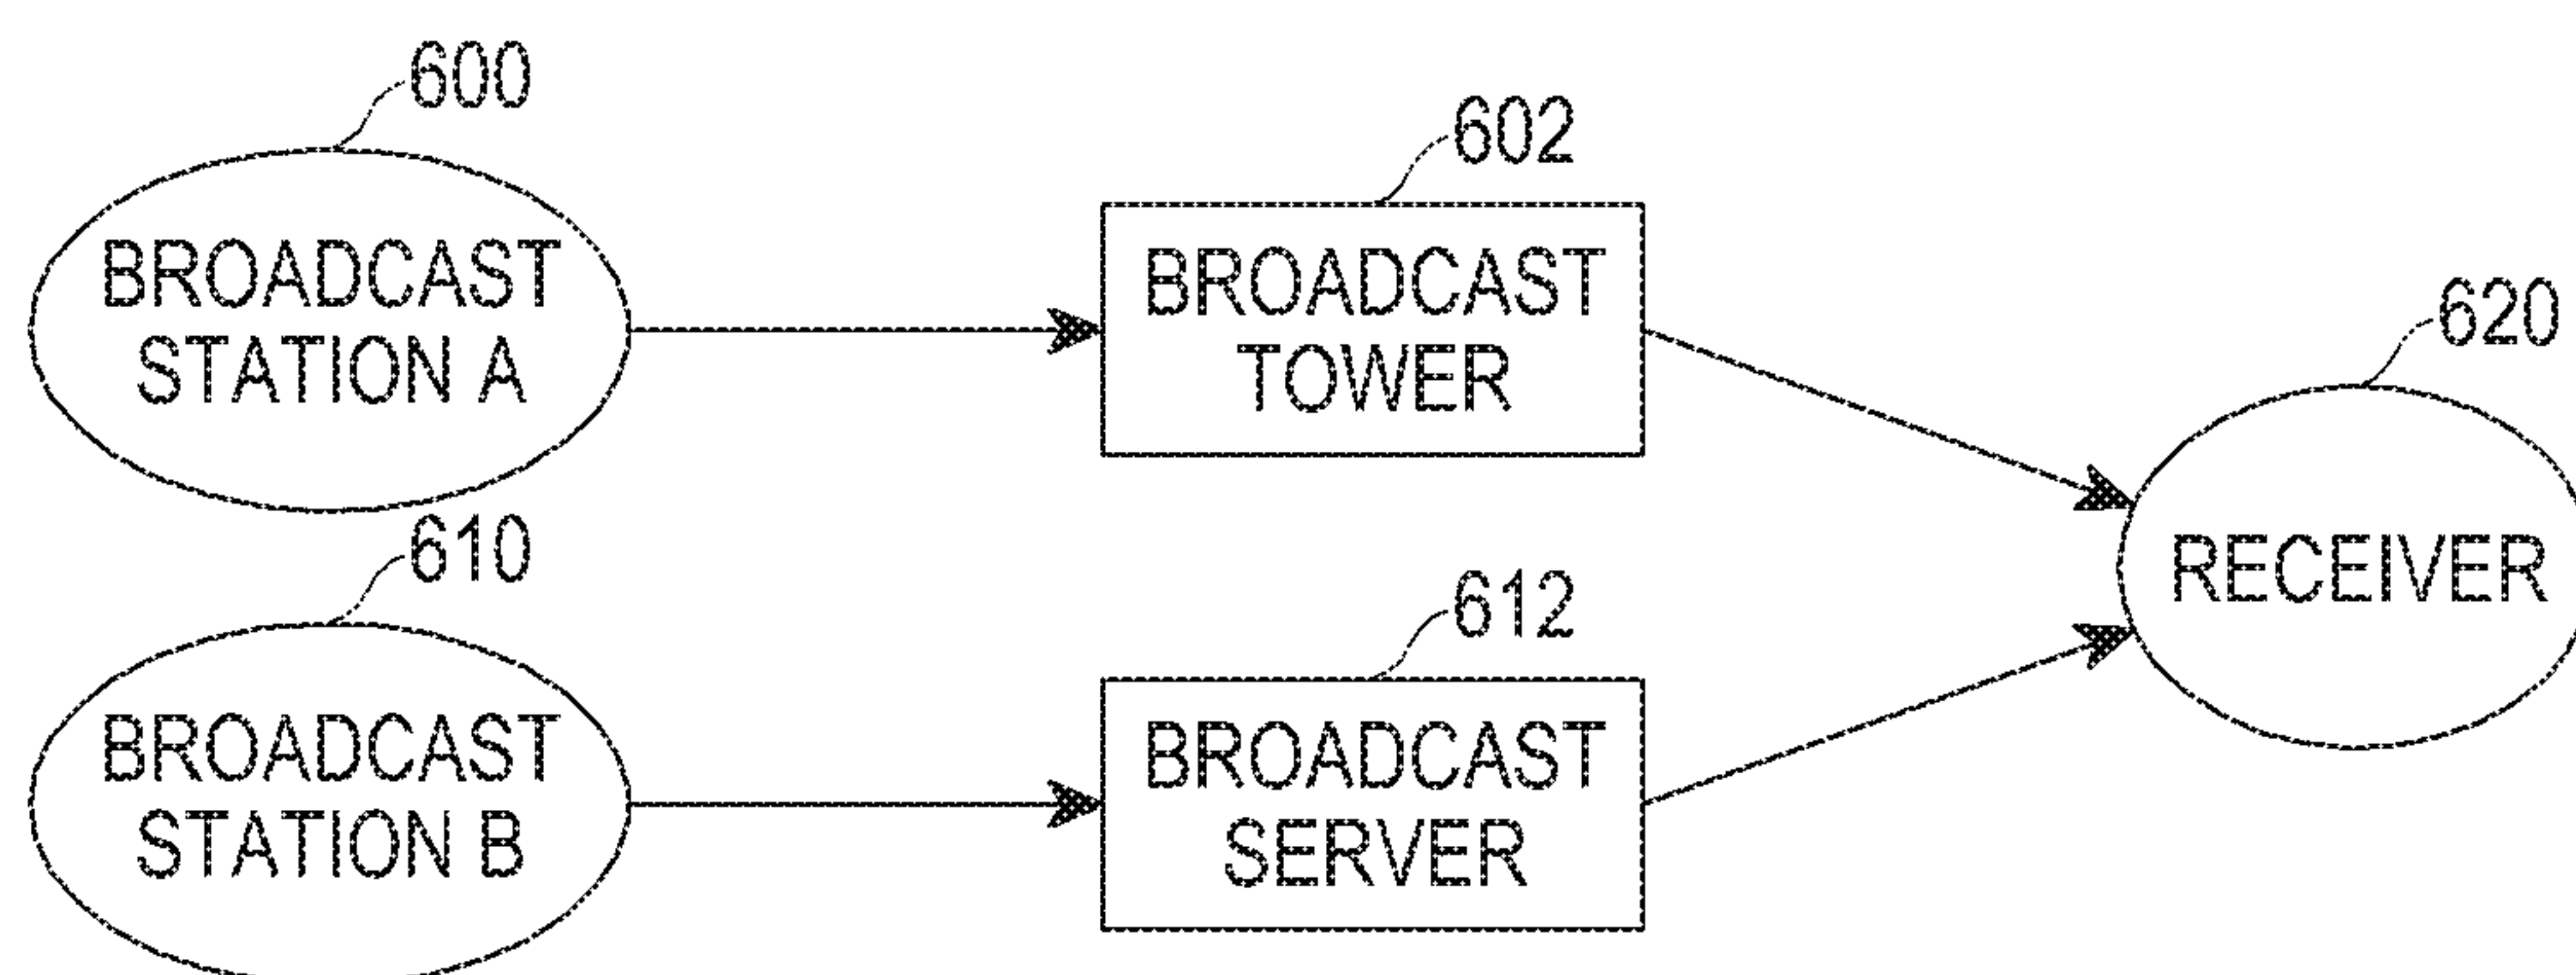 600
BROADCAST
STATION A
602
BROADCAST
TOWER
620
RECEIVER
610
BROADCAST
STATION B
612
BROADCAST
SERVER